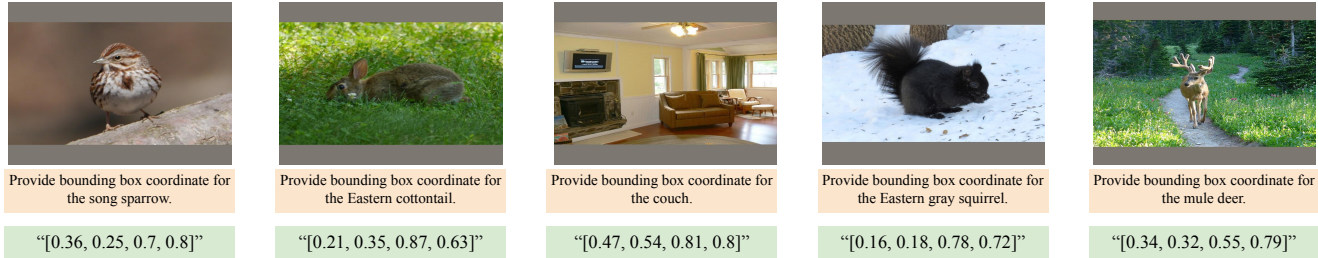 Provide bounding box coordinate for
the song sparrow.
"[0.36, 0.25, 0.7, 0.8]"
Provide bounding box coordinate for
the Eastern cottontail.
"[0.21, 0.35, 0.87, 0.63]"
Provide bounding box coordinate for
the couch.
"[0.47, 0.54, 0.81, 0.8]"
Provide bounding box coordinate for
the Eastern gray squirrel.
"[0.16, 0.18, 0.78, 0.72]"
Provide bounding box coordinate for
the mule deer.
"[0.34, 0.32, 0.55, 0.79]"